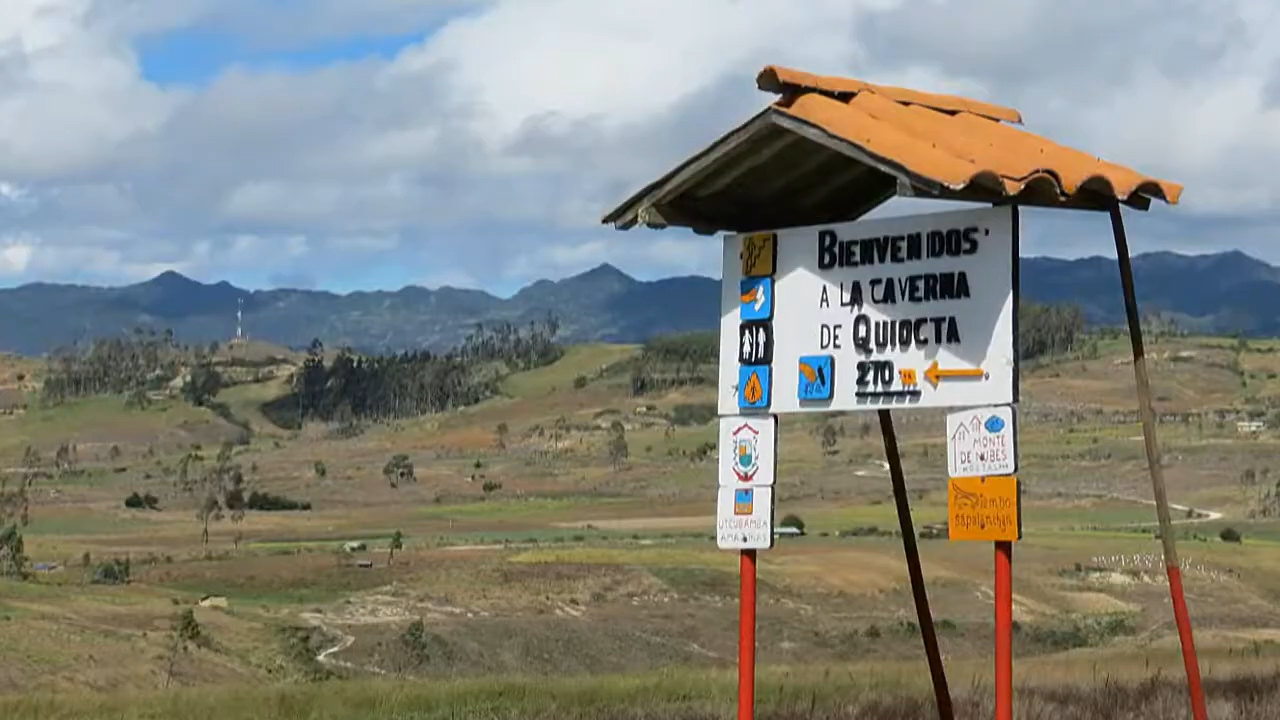 BIENVENIDOS
A LA CAVERNA
DE QUIOCTA
270 m
MONTE
DE NUBES
UTCUBAMBA
AMAZONAS